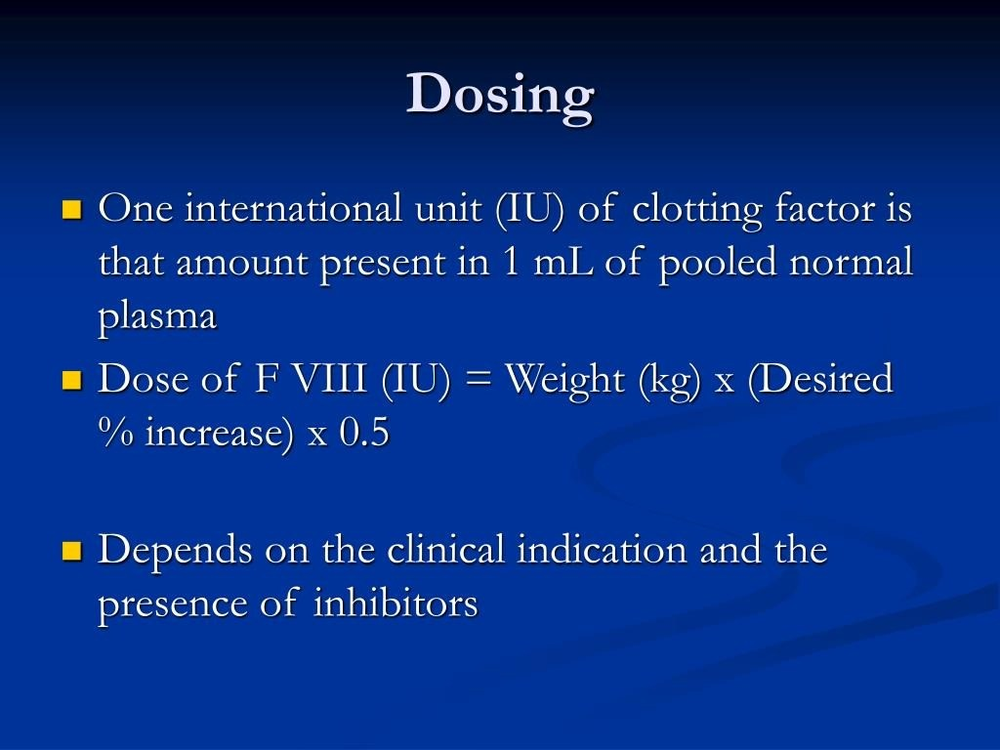 Dosing
One international unit (IU) of clotting factor is
that amount present in 1 mL of pooled normal
plasma
Dose of F VIII (IU) = Weight (kg) x (Desired
% increase) x 0.5
Depends on the clinical indication and the
presence of inhibitors